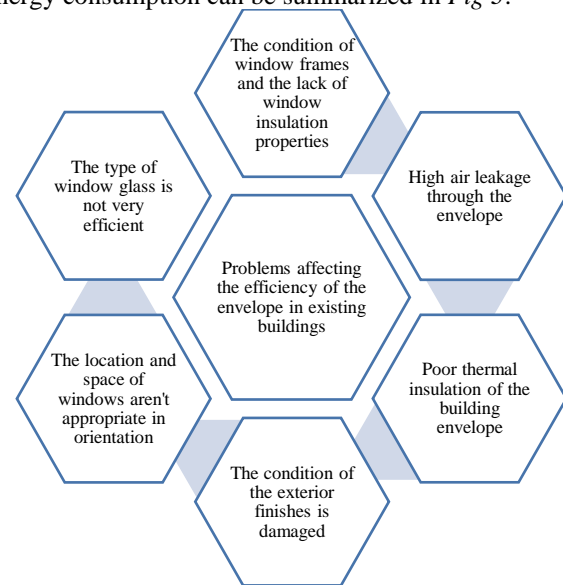 nergy consumption can be summarized in Fig 5.
The condition of
window frames
and the lack of
window
insulation
properties
High air leakage
through the
envelope
Poor thermal
insulation of the
building
envelope
The condition of
the exterior
finishes is
damaged
The location and
space of
windows aren't
appropriate in
orientation
The type of
window glass is
not very
efficient
Problems affecting
the efficiency of the
envelope in existing
buildings